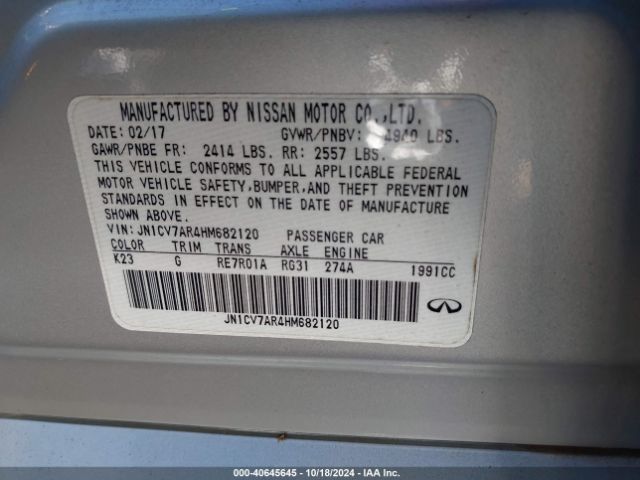 MANUFACTURED BY NISSAN MOTOR CO.,LTD.
DATE: 02/17 GVWR/PNBV: 4940 LBS.
GAWR/PNBE FR: 2414 LBS. RR: 2557 LBS.
THIS VEHICLE CONFORMS TO ALL APPLICABLE FEDERAL
MOTOR VEHICLE SAFETY,BUMPER,AND THEFT PREVENTION
STANDARDS IN EFFECT ON THE DATE OF MANUFACTURE
SHOWN ABOVE.
VIN: JN1CV7AR4HM682120 PASSENGER CAR
COLOR TRIM TRANS AXLE ENGINE
K23 G RE7R01A RG31 274A 1991CC
JN1CV7AR4HM682120
000-40645645 | 10/18/2024 | IAA Inc.